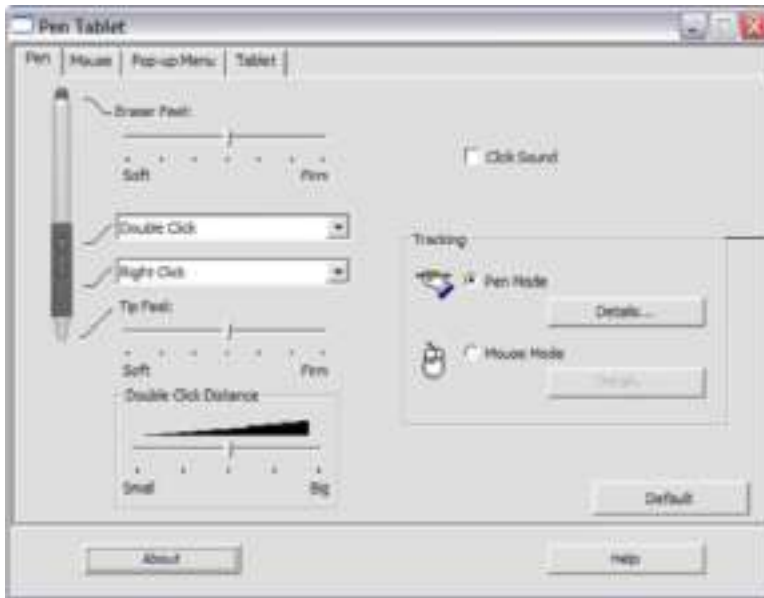 Pen Tablet
Pen Mouse Pop-up Menu Tablet
Eraser Feel:
Soft Firm
Click Sound
Double Click
Right Click
Tip Feel:
Soft Firm
Double Click Distance
Small Big
Tracking
Pen Mode
Details...
Mouse Mode
Default
About Help